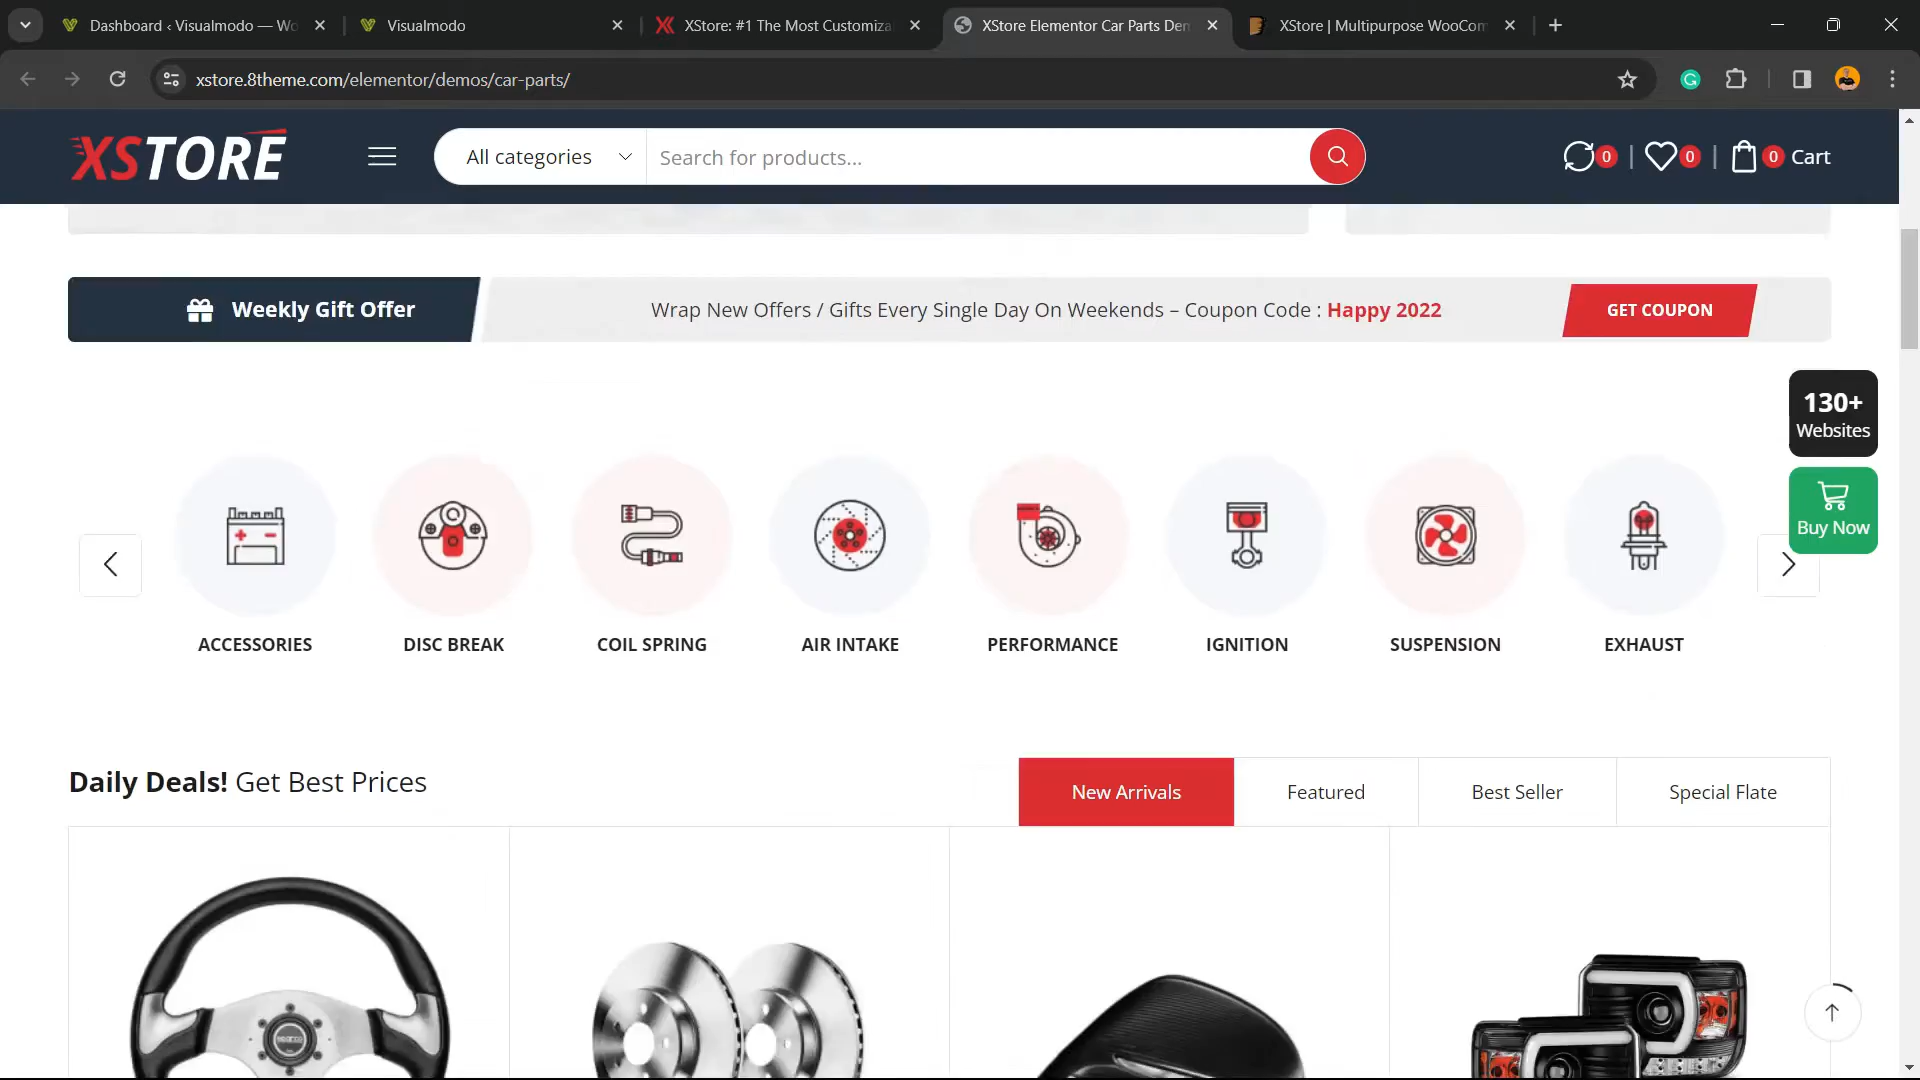 Dashboard ‹ Visualmodo — Wo
Visualmodo
XStore: #1 The Most Customiza
XStore Elementor Car Parts Dem
XStore | Multipurpose WooCom
xstore.8theme.com/elementor/demos/car-parts/
XSTORE
All categories
Search for products...
0
0
0 Cart
Weekly Gift Offer
Wrap New Offers / Gifts Every Single Day On Weekends – Coupon Code : Happy 2022
GET COUPON
130+
Websites
Buy Now
ACCESSORIES
DISC BREAK
COIL SPRING
AIR INTAKE
PERFORMANCE
IGNITION
SUSPENSION
EXHAUST
Daily Deals! Get Best Prices
New Arrivals
Featured
Best Seller
Special Flate